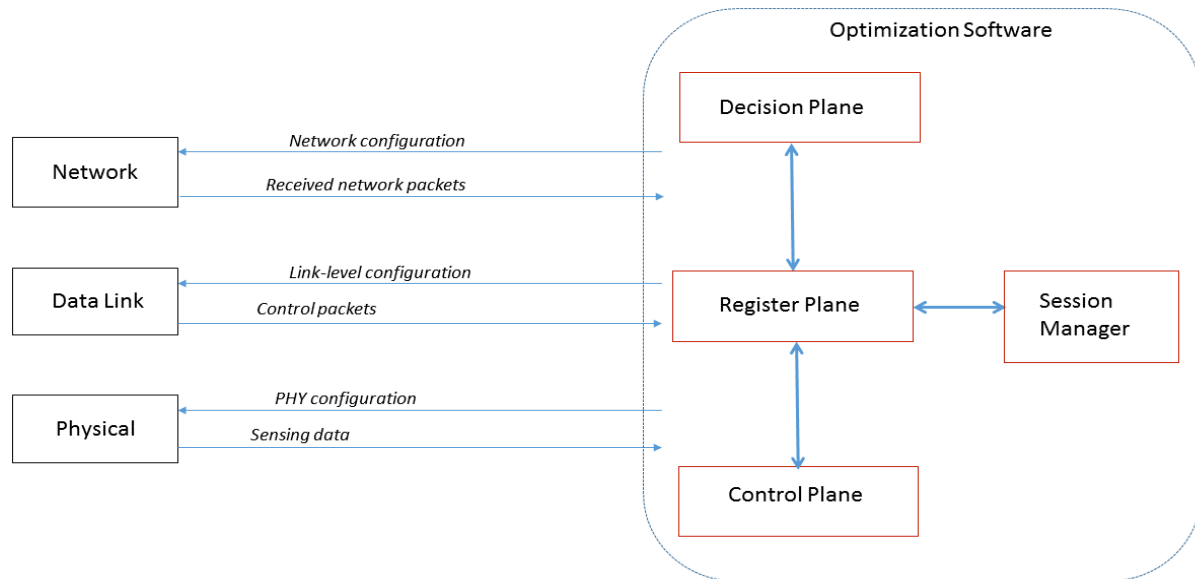 Optimization Software
Decision Plane
Network configuration
Network
Received network packets
Link-level configuration
Data Link
Control packets
Register Plane
Session
Manager
PHY configuration
Physical
Sensing data
Control Plane